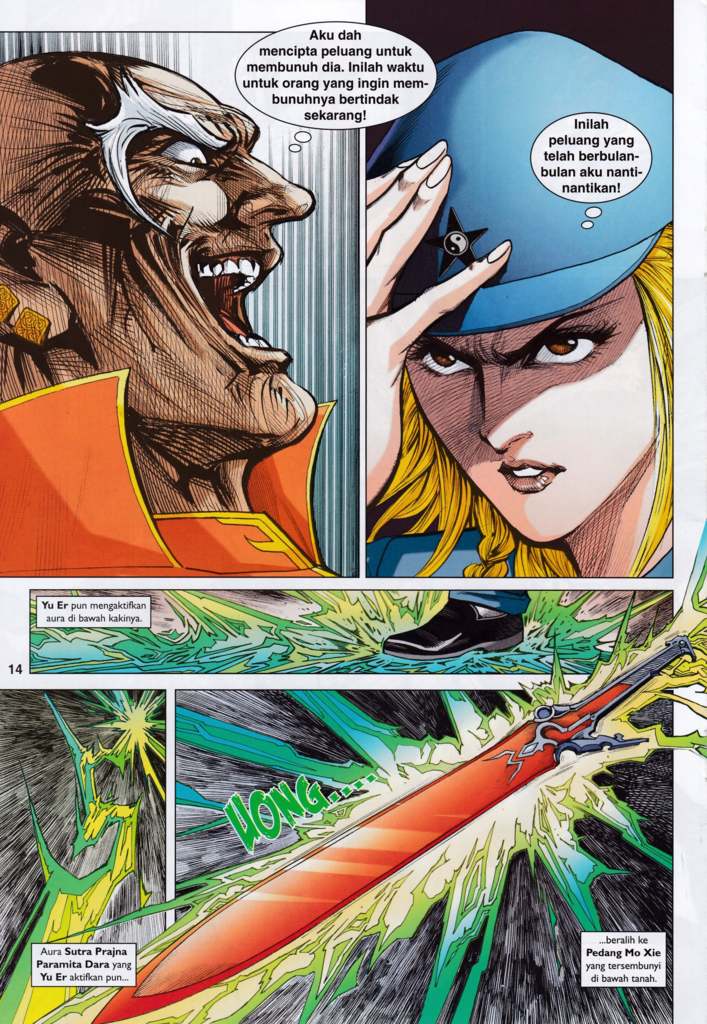 Aku dah
mencipta peluang untuk
membunuh dia. Inilah waktu
untuk orang yang ingin mem-
bunuhnya bertindak
sekarang!
Inilah
peluang yang
telah berbulan-
bulan aku nanti-
nantikan!
Yu Er pun mengaktifkan
aura di bawah kakinya.
14
UONG....
Aura Sutra Prajna
Paramita Dara yang
Yu Er aktifkan pun...
...beralih ke
Pedang Mo Xie
yang tersembunyi
di bawah tanah.